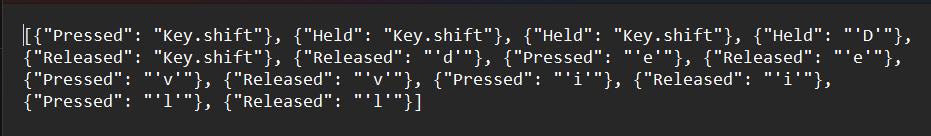 [{"Pressed": "Key.shift"}, {"Held": "Key.shift"}, {"Held": "Key.shift"}, {"Held": "'D'"},
{"Released": "Key.shift"}, {"Released": "'d'"}, {"Pressed": "'e'"}, {"Released": "'e'"},
{"Pressed": "'v'"}, {"Released": "'v'"}, {"Pressed": "'i'"}, {"Released": "'i'"},
{"Pressed": "'l'"}, {"Released": "'l'"}]